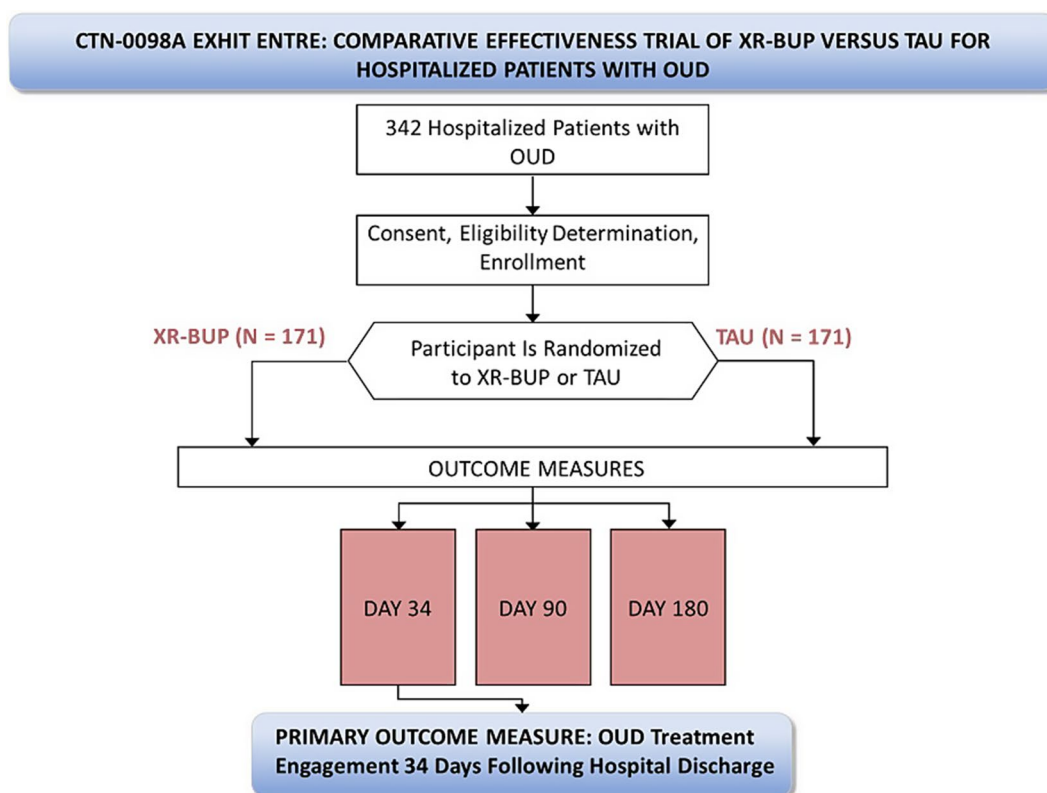 CTN-0098A EXHIT ENTRE: COMPARATIVE EFFECTIVENESS TRIAL OF XR-BUP VERSUS TAU FOR
HOSPITALIZED PATIENTS WITH OUD
342 Hospitalized Patients with
OUD
Consent, Eligibility Determination,
Enrollment
XR-BUP (N = 171)
Participant Is Randomized
to XR-BUP or TAU
TAU (N = 171)
OUTCOME MEASURES
DAY 34
DAY 90
DAY 180
PRIMARY OUTCOME MEASURE: OUD Treatment
Engagement 34 Days Following Hospital Discharge